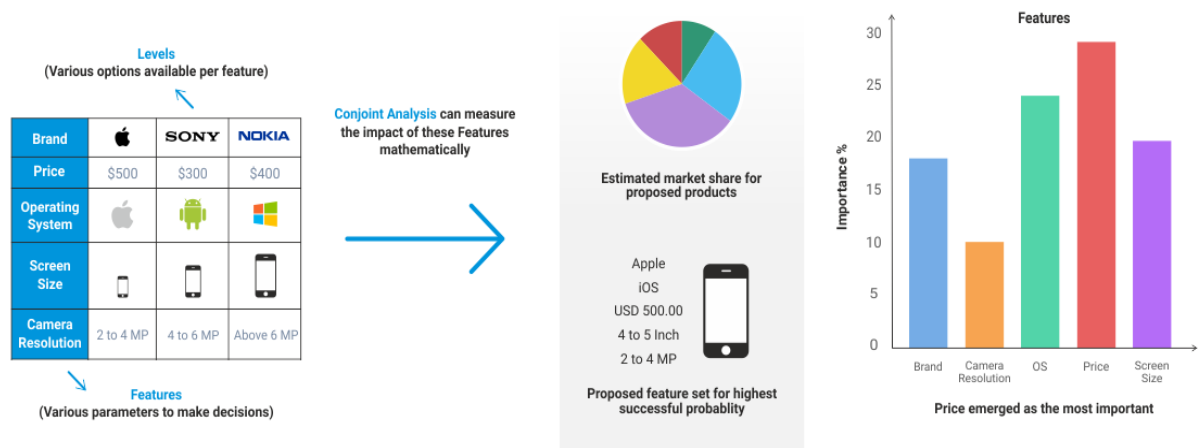 Levels
(Various options available per feature)
Brand
SONY
NOKIA
Price
$500
$300
$400
Operating
System
Screen
Size
Camera
Resolution
2 to 4 MP
4 to 6 MP
Above 6 MP
Features
(Various parameters to make decisions)
Conjoint Analysis can measure
the impact of these Features
mathematically
Estimated market share for
proposed products
Apple
iOS
USD 500.00
4 to 5 Inch
2 to 4 MP
Proposed feature set for highest
successful probablity
Features
Importance %
30
25
20
15
10
5
0
Brand
Camera
Resolution
OS
Price
Screen
Size
Price emerged as the most important